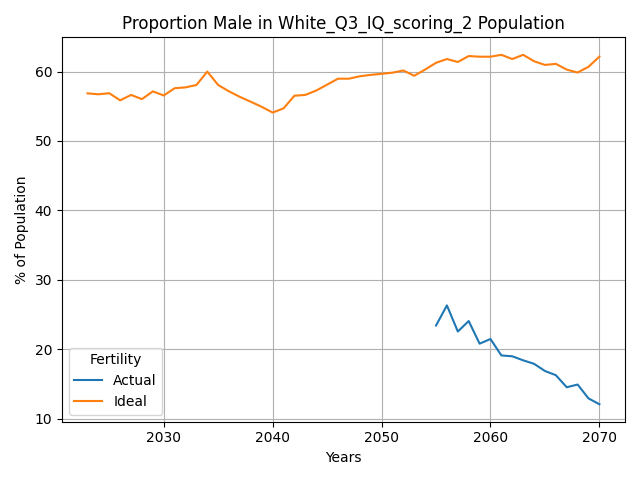 Proportion Male in White_Q3_IQ_scoring_2 Population
% of Population
60
50
40
30
20
10
Fertility
Actual
Ideal
2030 2040 2050 2060 2070
Years